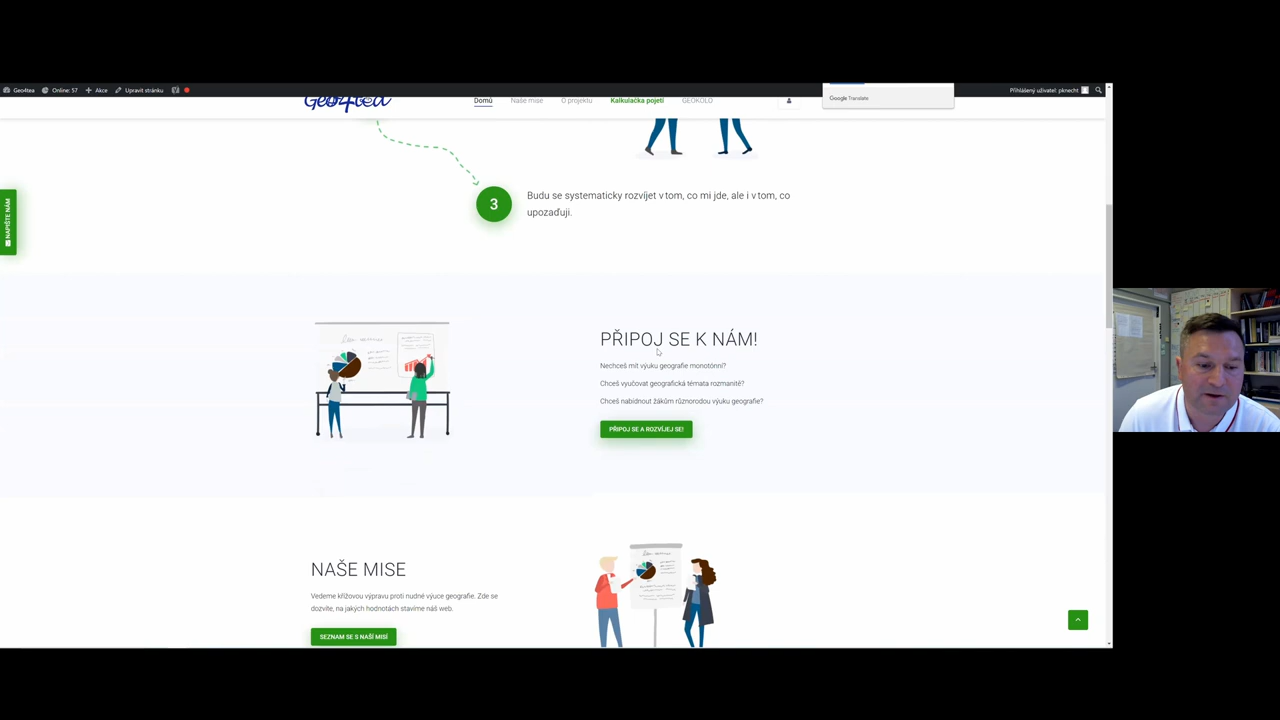 Geo4tea Online: 57 Akce Upravit stránku Přihlášený uživatel: pknecht
Geo4tea Domů Naše mise O projektu Kalkulačka pojetí GEOKOLO Google Translate
3 Budu se systematicky rozvíjet v tom, co mi jde, ale i v tom, co
upozaďuji.
NAPIŠTE NÁM
PŘIPOJ SE K NÁM!
Nechceš mít výuku geografie monotónní?
Chceš vyučovat geografická témata rozmanitě?
Chceš nabídnout žákům různorodou výuku geografie?
PŘIPOJ SE A ROZVÍJEJ SE!
NAŠE MISE
Vedeme křížovou výpravu proti nudné výuce geografie. Zde se
dozvíte, na jakých hodnotách stavíme náš web.
SEZNAM SE S NAŠÍ MISÍ